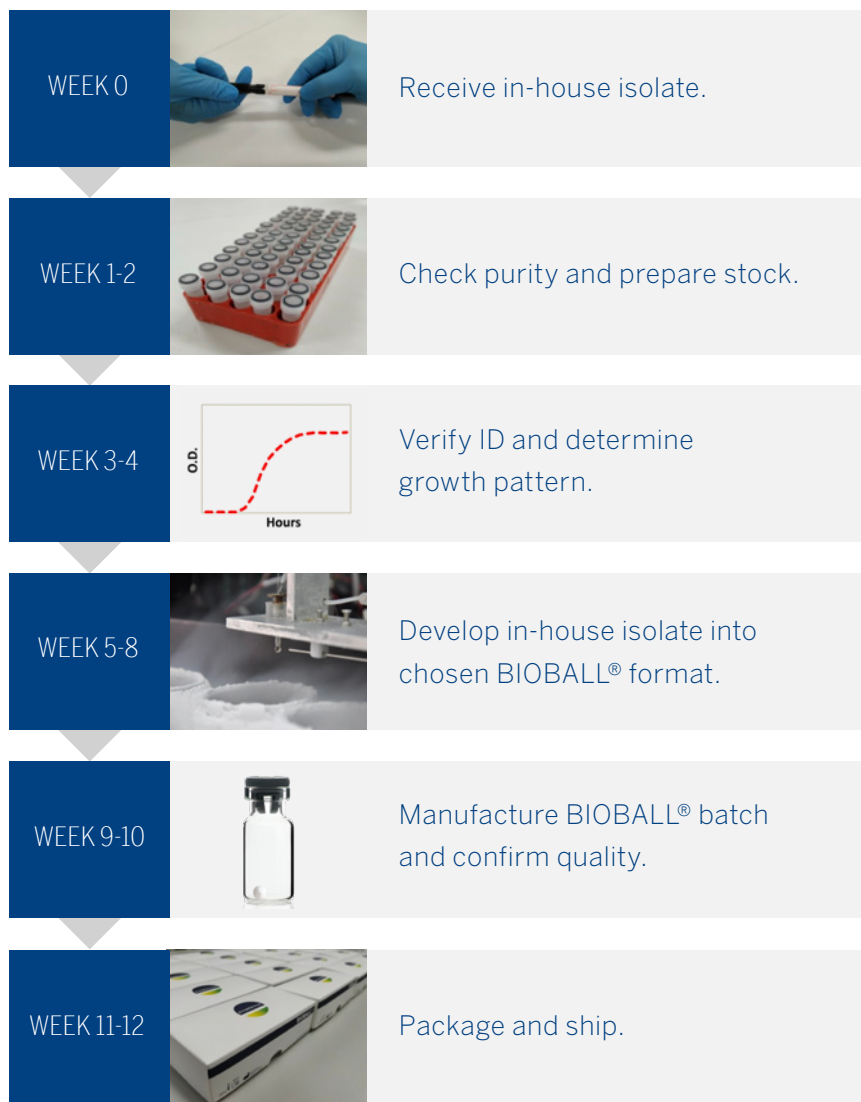 WEEK 0
Receive in-house isolate.
WEEK 1-2
Check purity and prepare stock.
WEEK 3-4
O.D.
Hours
Verify ID and determine
growth pattern.
WEEK 5-8
Develop in-house isolate into
chosen BIOBALL® format.
WEEK 9-10
Manufacture BIOBALL® batch
and confirm quality.
WEEK 11-12
Package and ship.